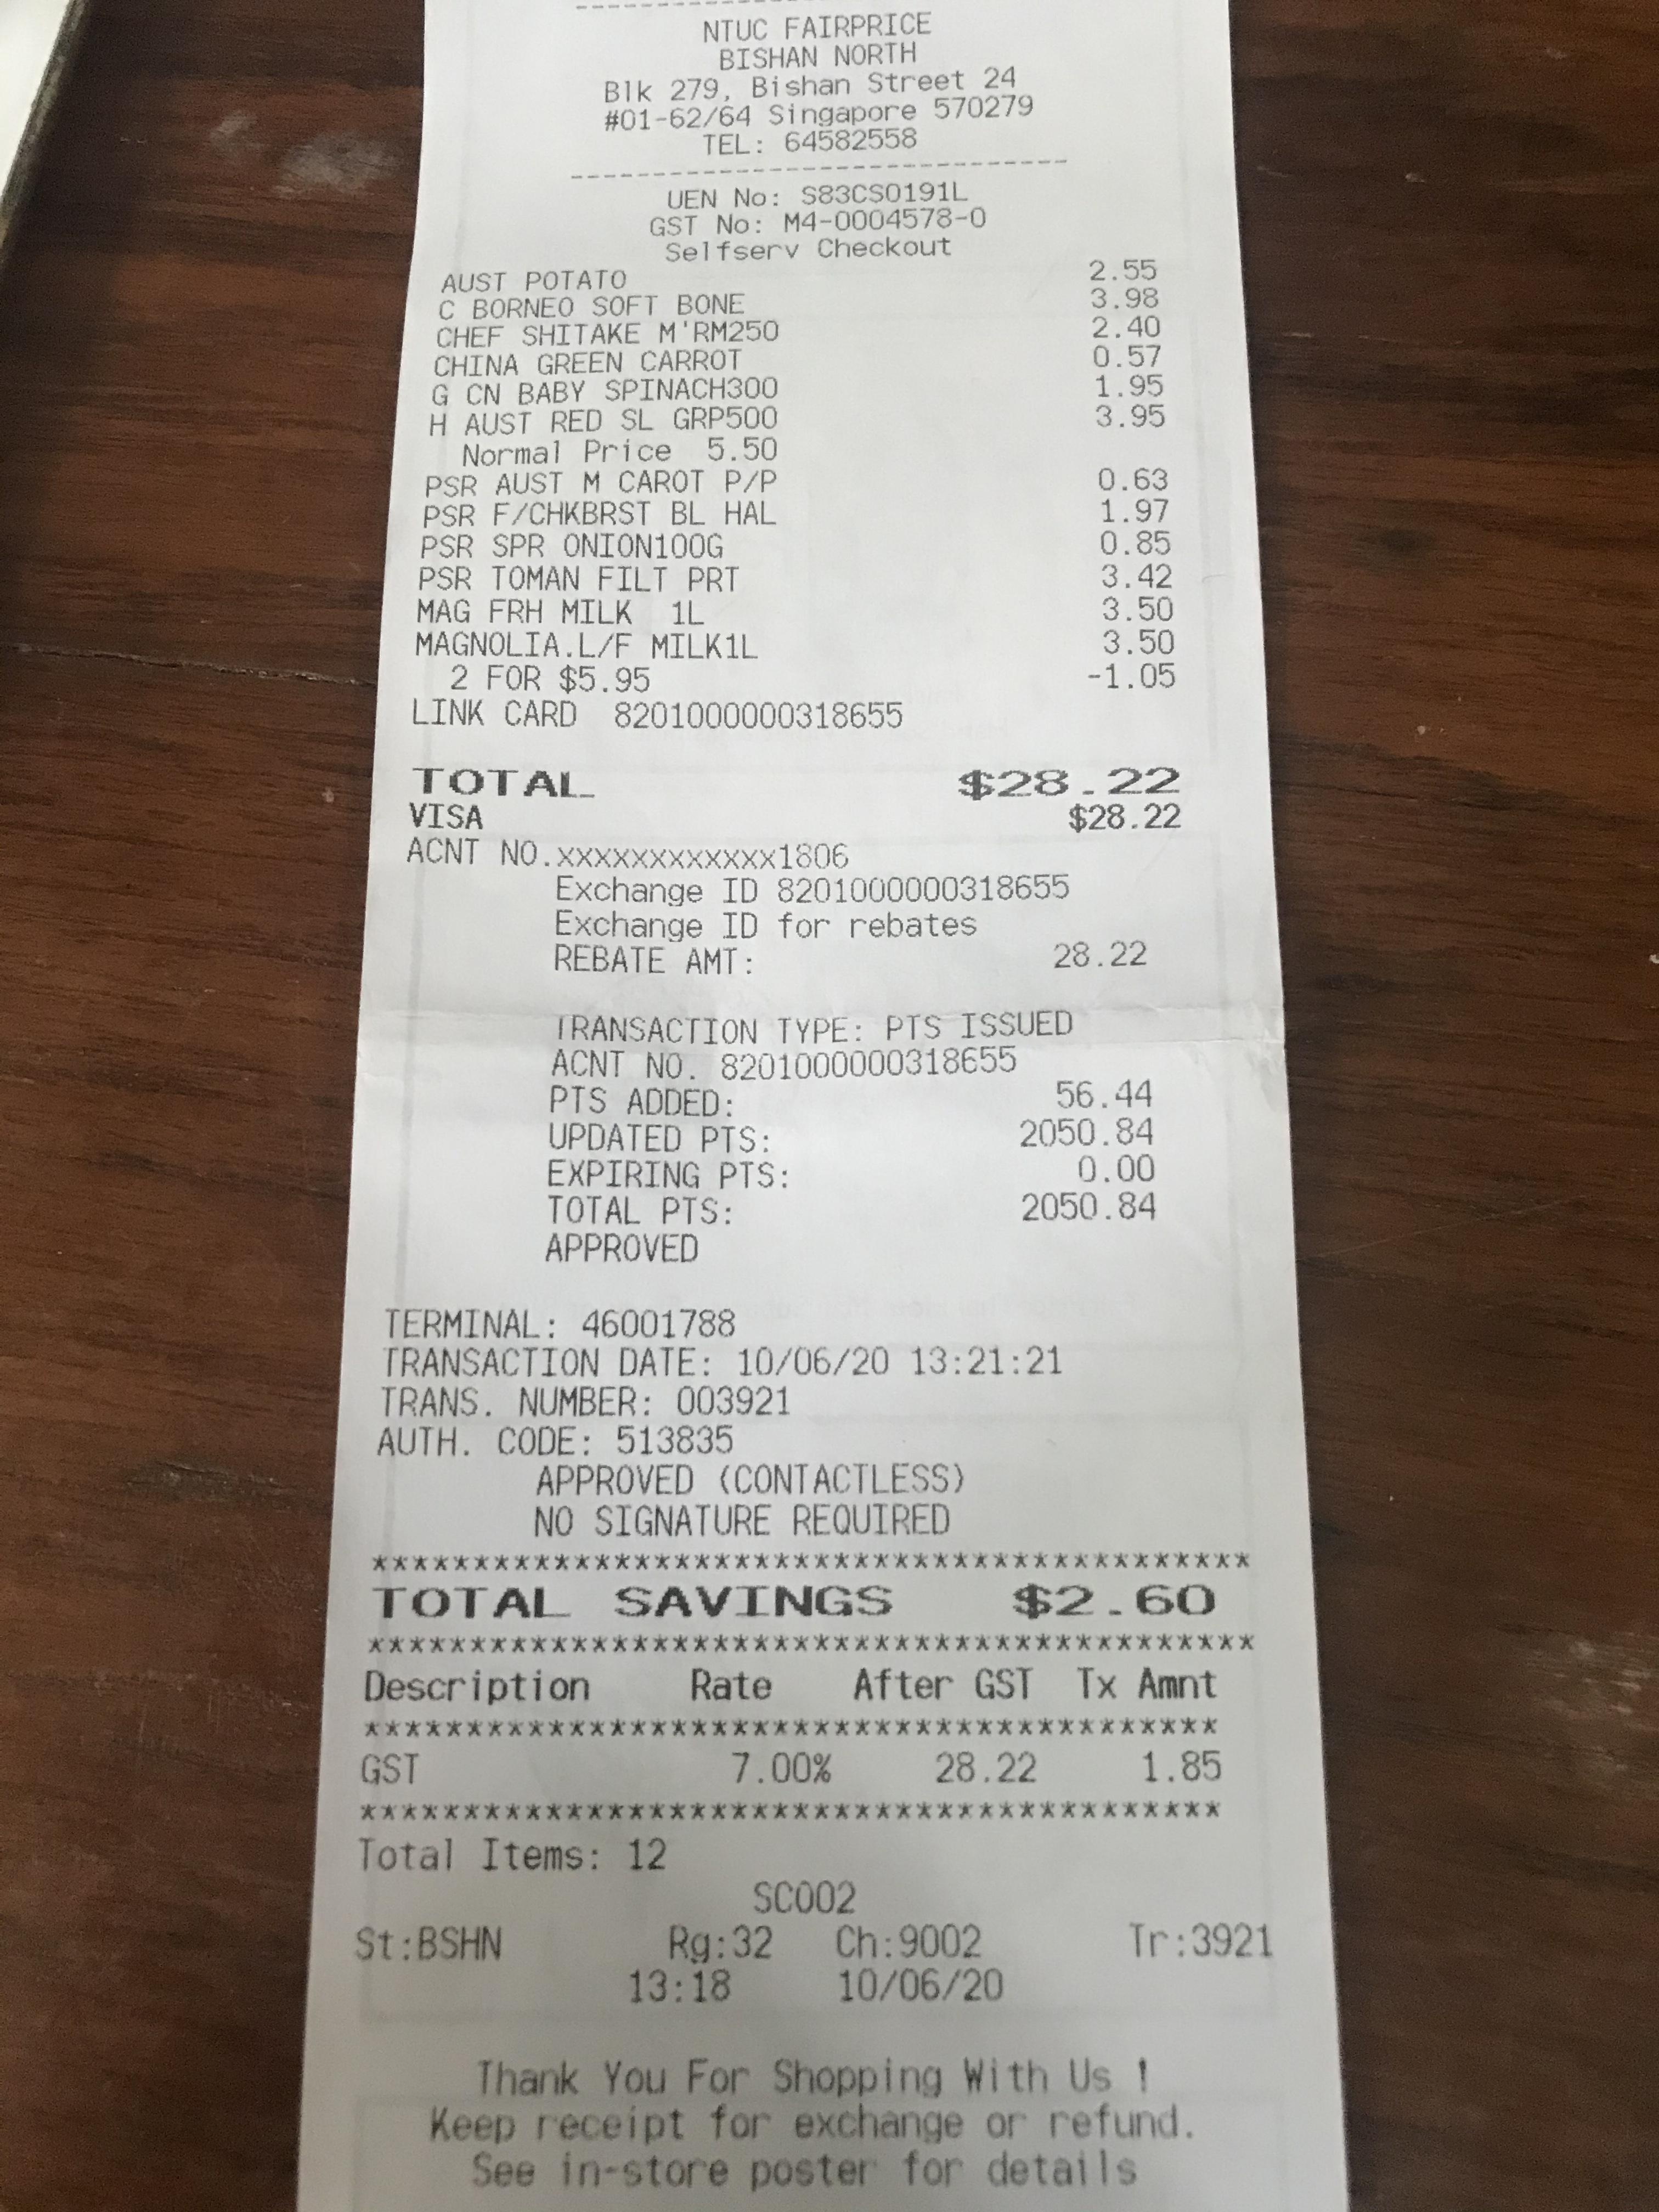 NTUC FAIRPRICE
BISHAN NORTH
Blk 279, Bishan Street 24
#01-62/64 Singapore 570279
TEL: 64582558
UEN No: S83CS0191L
GST No: M4-0004578-0
Selfserv Checkout
AUST POTATO 2.55
C BORNEO SOFT BONE 3.98
CHEF SHITAKE M'RM250 2.40
CHINA GREEN CARROT 0.57
G CN BABY SPINACH300 1.95
H AUST RED SL GRP500 3.95
Normal Price 5.50
PSR AUST M CAROT P/P 0.63
PSR F/CHKBRST BL HAL 1.97
PSR SPR ONION100G 0.85
PSR TOMAN FILT PRT 3.42
MAG FRH MILK 1L 3.50
MAGNOLIA.L/F MILK1L 3.50
2 FOR $5.95 -1.05
LINK CARD 8201000000318655
TOTAL $28.22
VISA $28.22
ACNT NO.xxxxxxxxxxxx1806
Exchange ID 8201000000318655
Exchange ID for rebates
REBATE AMT: 28.22
TRANSACTION TYPE: PTS ISSUED
ACNT NO. 8201000000318655
PTS ADDED: 56.44
UPDATED PTS: 2050.84
EXPIRING PTS: 0.00
TOTAL PTS: 2050.84
APPROVED
TERMINAL: 46001788
TRANSACTION DATE: 10/06/20 13:21:21
TRANS. NUMBER: 003921
AUTH. CODE: 513835
APPROVED (CONTACTLESS)
NO SIGNATURE REQUIRED
*******************************************
TOTAL SAVINGS $2.60
*******************************************
Description Rate After GST Tx Amnt
*******************************************
GST 7.00% 28.22 1.85
*******************************************
Total Items: 12
SC002
St:BSHN Rg:32 Ch:9002 Tr:3921
13:18 10/06/20
Thank You For Shopping With Us !
Keep receipt for exchange or refund.
See in-store poster for details